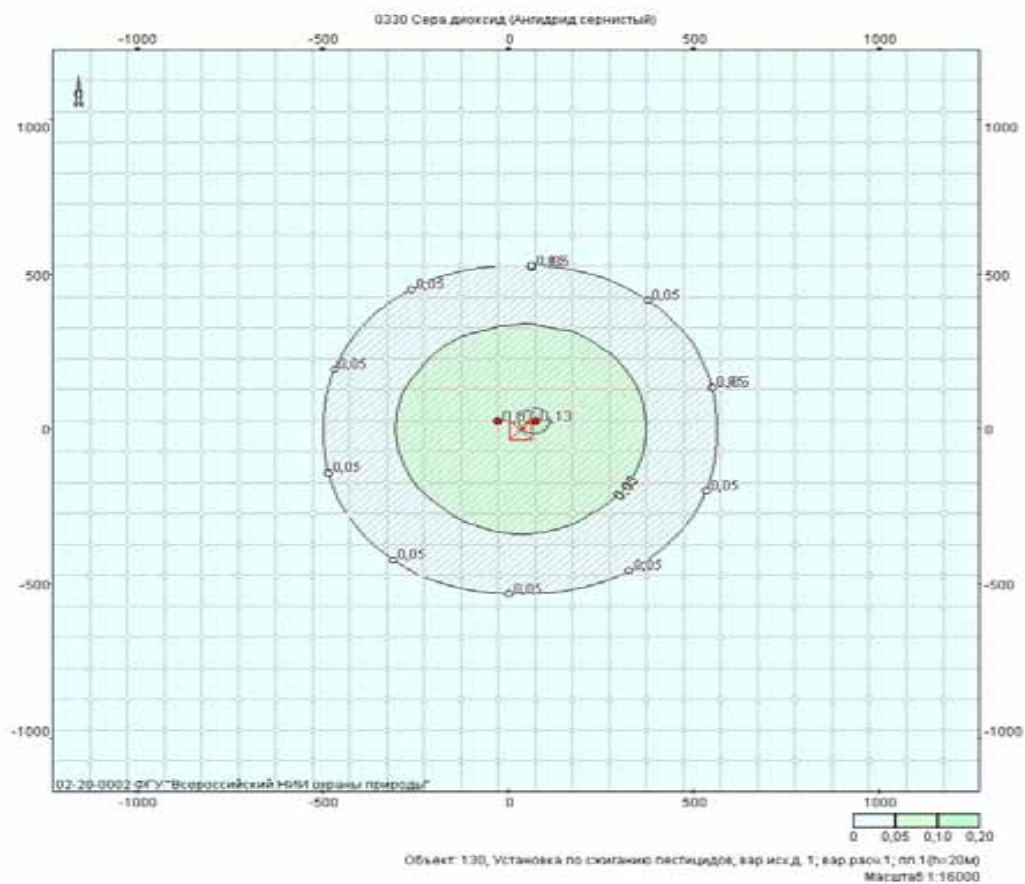 0330 Сера диоксид (Ангидрид сернистый)
-1000 -500 0 500 1000
1000 1000
0,05
500 0,05 0,05 500
0,05
0 0,13 0
0,05 0,05
0,05 0,05
-500 0,05 -500
-1000 -1000
02-20-0002 ФГУ "Всероссийский НИИ охраны природы"
-1000 -500 0 500 1000
0 0,05 0,10 0,20
Объект: 130, Установка по сжиганию пестицидов; вар.исх.д. 1; вар.расч.1; пл.1(h=20м)
Масштаб 1:16000